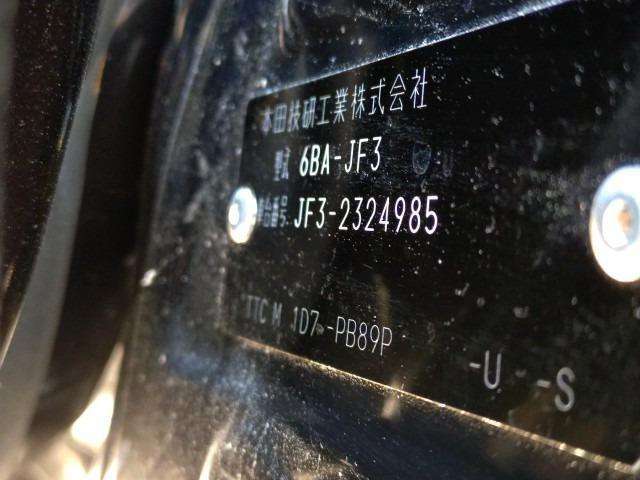 本田技研工業株式会社
型式 6BA-JF3
車台番号 JF3-2324985
TTC M 1D7 -PB89P -U -S